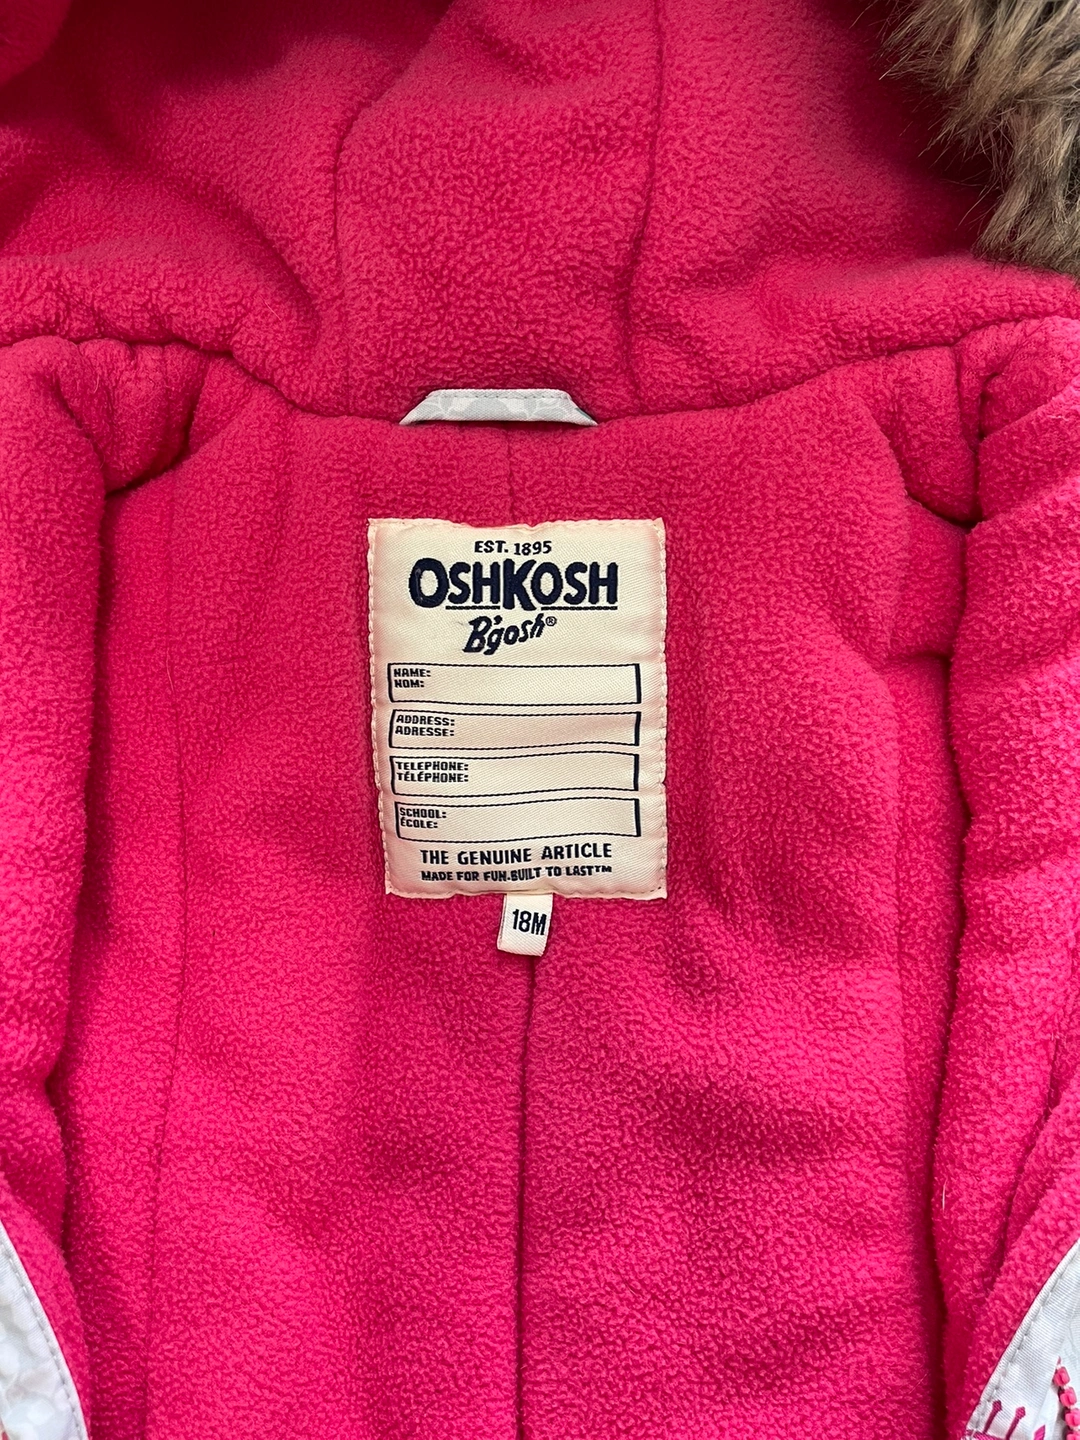 EST. 1895
OSHKOSH
B'gosh®
NAME:
NOM:
ADDRESS:
ADRESSE:
TELEPHONE:
TÉLÉPHONE:
SCHOOL:
ÉCOLE:
THE GENUINE ARTICLE
MADE FOR FUN-BUILT TO LAST™
18M